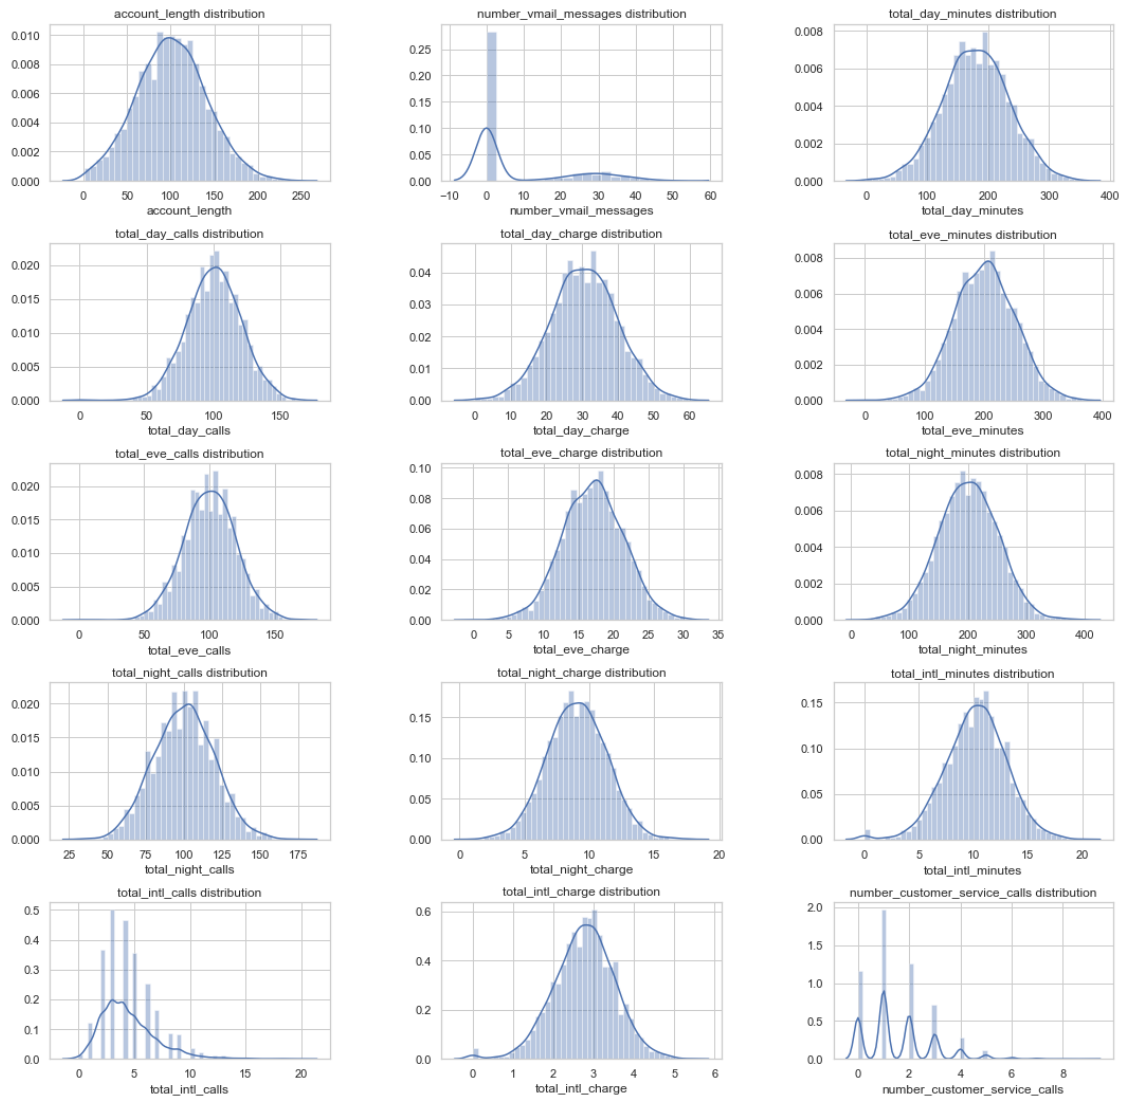 account_length distribution
number_vmail_messages distribution
total_day_minutes distribution
0.010
0.008
0.006
0.004
0.002
0.000
0 50 100 150 200 250
account_length
0.25
0.20
0.15
0.10
0.05
0.00
−10 0 10 20 30 40 50 60
number_vmail_messages
0.008
0.006
0.004
0.002
0.000
0 100 200 300 400
total_day_minutes
total_day_calls distribution
total_day_charge distribution
total_eve_minutes distribution
0.020
0.015
0.010
0.005
0.000
0 50 100 150
total_day_calls
0.04
0.03
0.02
0.01
0.00
0 10 20 30 40 50 60
total_day_charge
0.008
0.006
0.004
0.002
0.000
0 100 200 300 400
total_eve_minutes
total_eve_calls distribution
total_eve_charge distribution
total_night_minutes distribution
0.020
0.015
0.010
0.005
0.000
0 50 100 150
total_eve_calls
0.10
0.08
0.06
0.04
0.02
0.00
0 5 10 15 20 25 30 35
total_eve_charge
0.008
0.006
0.004
0.002
0.000
0 100 200 300 400
total_night_minutes
total_night_calls distribution
total_night_charge distribution
total_intl_minutes distribution
0.020
0.015
0.010
0.005
0.000
25 50 75 100 125 150 175
total_night_calls
0.15
0.10
0.05
0.00
0 5 10 15 20
total_night_charge
0.15
0.10
0.05
0.00
0 5 10 15 20
total_intl_minutes
total_intl_calls distribution
total_intl_charge distribution
number_customer_service_calls distribution
0.5
0.4
0.3
0.2
0.1
0.0
0 5 10 15 20
total_intl_calls
0.6
0.4
0.2
0.0
0 1 2 3 4 5 6
total_intl_charge
2.0
1.5
1.0
0.5
0.0
0 2 4 6 8
number_customer_service_calls